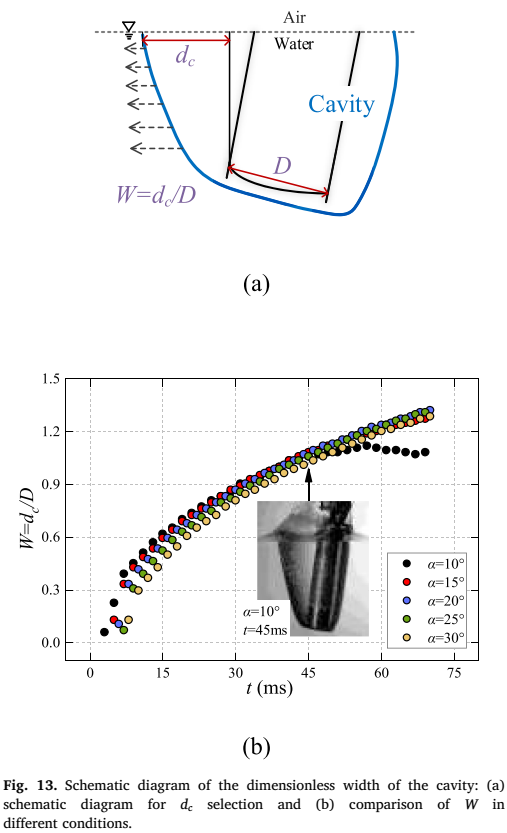 Air
Water
d_c
Cavity
D
W=d_c/D
(a)
1.5
1.2
0.9
0.6
0.3
0.0
W=d_c/D
α=10°
t=45ms
α=10°
α=15°
α=20°
α=25°
α=30°
0 15 30 45 60 75
t (ms)
(b)
Fig. 13. Schematic diagram of the dimensionless width of the cavity: (a)
schematic diagram for d_c selection and (b) comparison of W in
different conditions.